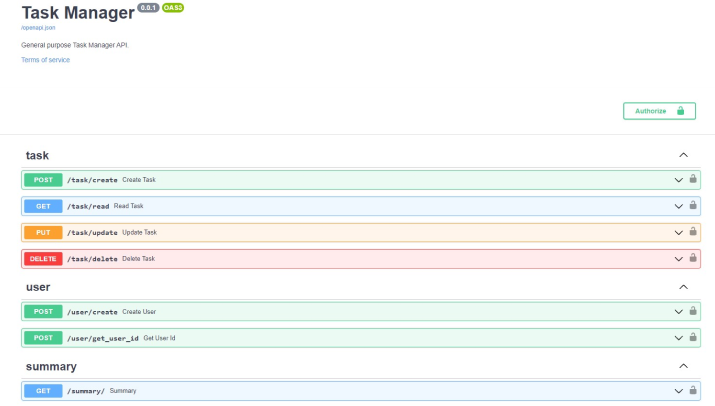 Task Manager 0.0.1 OAS3
/openapi.json
General purpose Task Manager API.
Terms of service
Authorize
task
POST /task/create Create Task
GET /task/read Read Task
PUT /task/update Update Task
DELETE /task/delete Delete Task
user
POST /user/create Create User
POST /user/get_user_id Get User Id
summary
GET /summary/ Summary